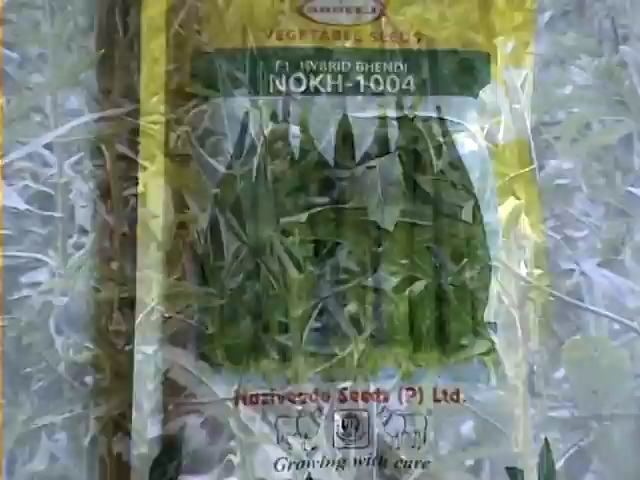 VEGETABLE SEEDS
F1 HYBRID BHENDI
NOKH-1004
Nuziveedu Seeds (P) Ltd.
Growing with care